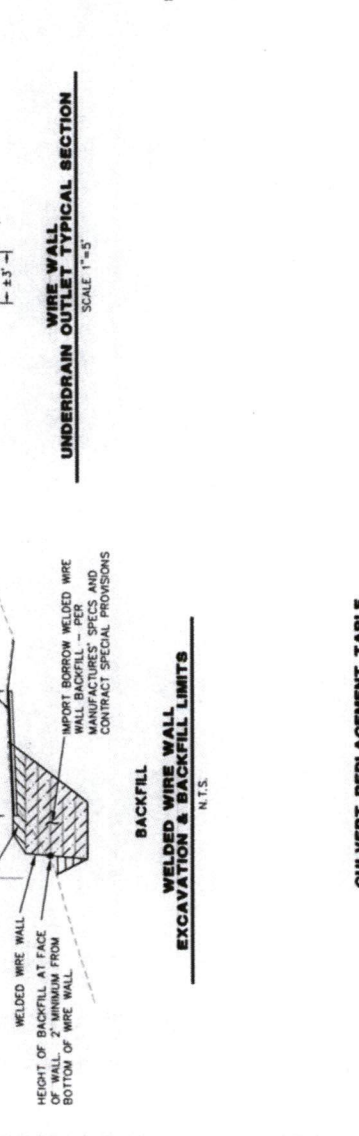 WELDED WIRE WALL
HEIGHT OF BACKFILL AT FACE
OF WALL. 2' MINIMUM FROM
BOTTOM OF WIRE WALL
IMPORT BORROW WELDED WIRE
WALL BACKFILL – PER
MANUFACTURES' SPECS AND
CONTRACT SPECIAL PROVISIONS
BACKFILL
WELDED WIRE WALL
EXCAVATION & BACKFILL LIMITS
N.T.S.
±3'
WIRE WALL
UNDERDRAIN OUTLET TYPICAL SECTION
SCALE 1"=5'
CULVERT REPLACEMENT TABLE